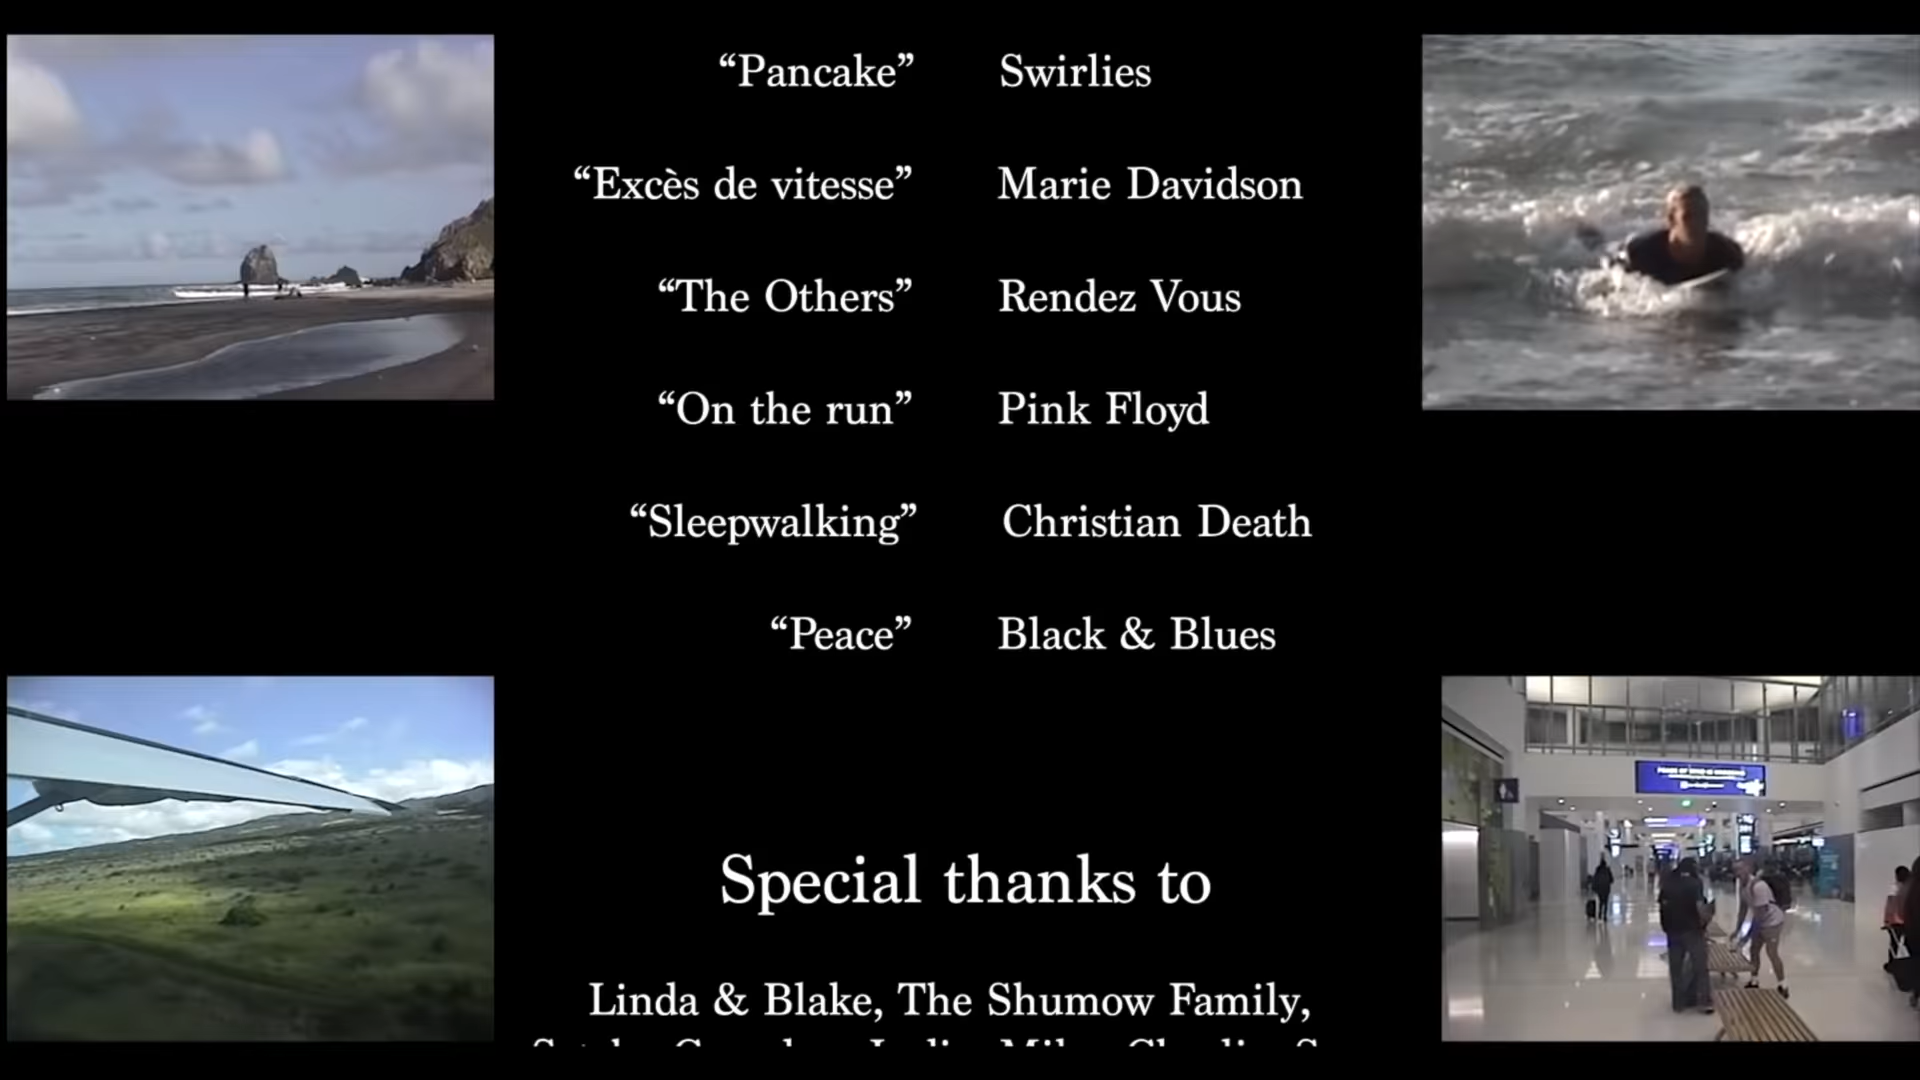 “Pancake” Swirlies
“Excès de vitesse” Marie Davidson
“The Others” Rendez Vous
“On the run” Pink Floyd
“Sleepwalking” Christian Death
“Peace” Black & Blues
Special thanks to
Linda & Blake, The Shumow Family,